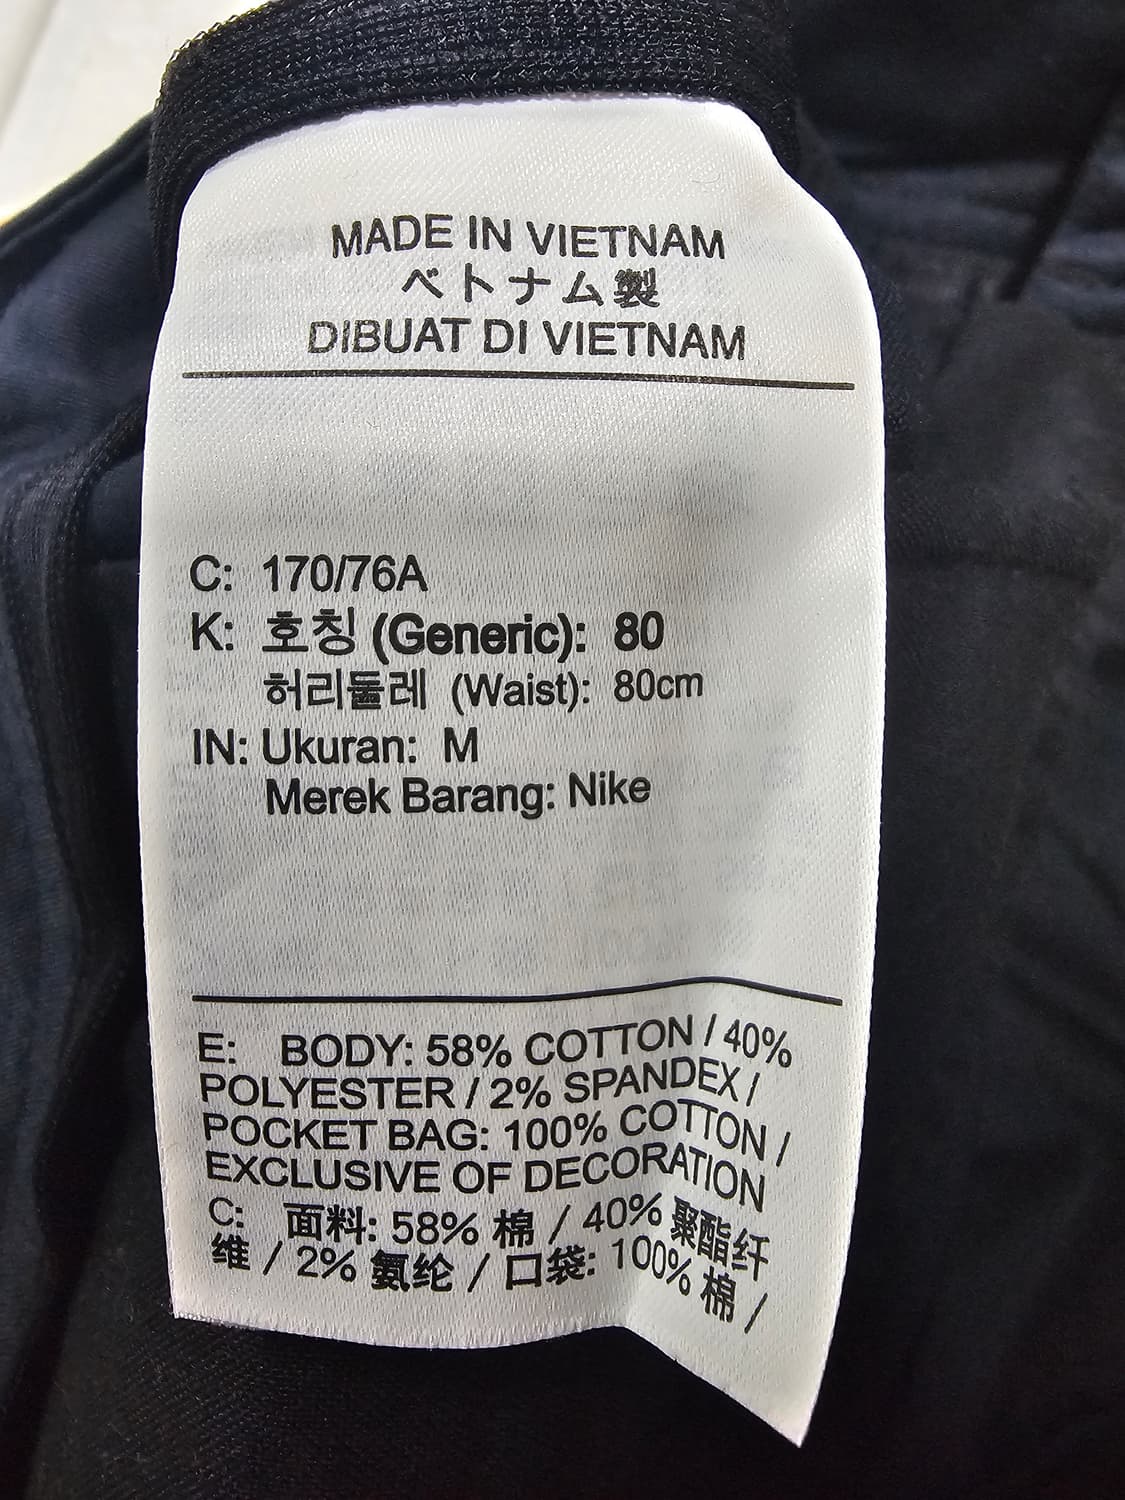 MADE IN VIETNAM
ベトナム製
DIBUAT DI VIETNAM
C: 170/76A
K: 호칭 (Generic): 80
허리둘레 (Waist): 80cm
IN: Ukuran: M
Merek Barang: Nike
E: BODY: 58% COTTON / 40%
POLYESTER / 2% SPANDEX /
POCKET BAG: 100% COTTON /
EXCLUSIVE OF DECORATION
C: 面料: 58% 棉 / 40% 聚酯纤
维 / 2% 氨纶 / 口袋: 100% 棉 /